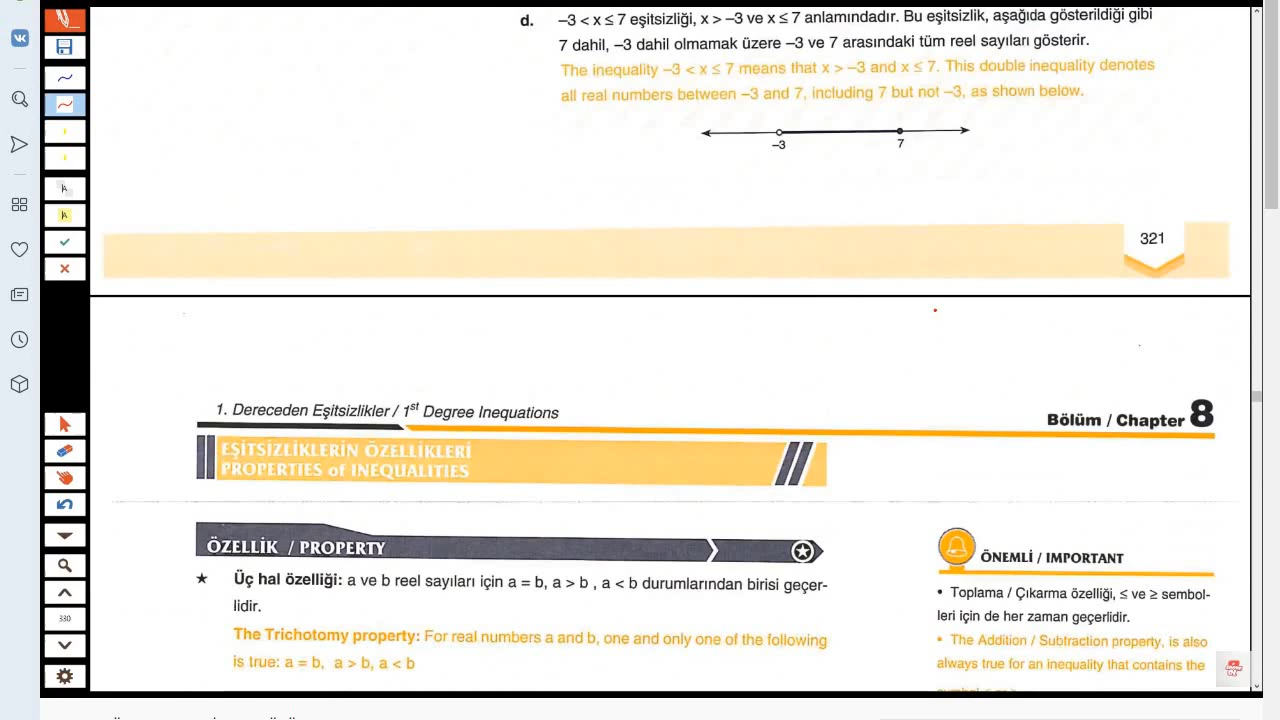 d. –3 < x ≤ 7 eşitsizliği, x > –3 ve x ≤ 7 anlamındadır. Bu eşitsizlik, aşağıda gösterildiği gibi
7 dahil, –3 dahil olmamak üzere –3 ve 7 arasındaki tüm reel sayıları gösterir.
The inequality –3 < x ≤ 7 means that x > –3 and x ≤ 7. This double inequality denotes
all real numbers between –3 and 7, including 7 but not –3, as shown below.
–3 7
321
1. Dereceden Eşitsizlikler / 1st Degree Inequations
Bölüm / Chapter 8
EŞİTSİZLİKLERİN ÖZELLİKLERİ
PROPERTIES of INEQUALITIES
ÖZELLİK / PROPERTY
★ Üç hal özelliği: a ve b reel sayıları için a = b, a > b , a < b durumlarından birisi geçer-
lidir.
The Trichotomy property: For real numbers a and b, one and only one of the following
is true: a = b, a > b, a < b
ÖNEMLİ / IMPORTANT
• Toplama / Çıkarma özelliği, ≤ ve ≥ sembol-
leri için de her zaman geçerlidir.
• The Addition / Subtraction property, is also
always true for an inequality that contains the
330